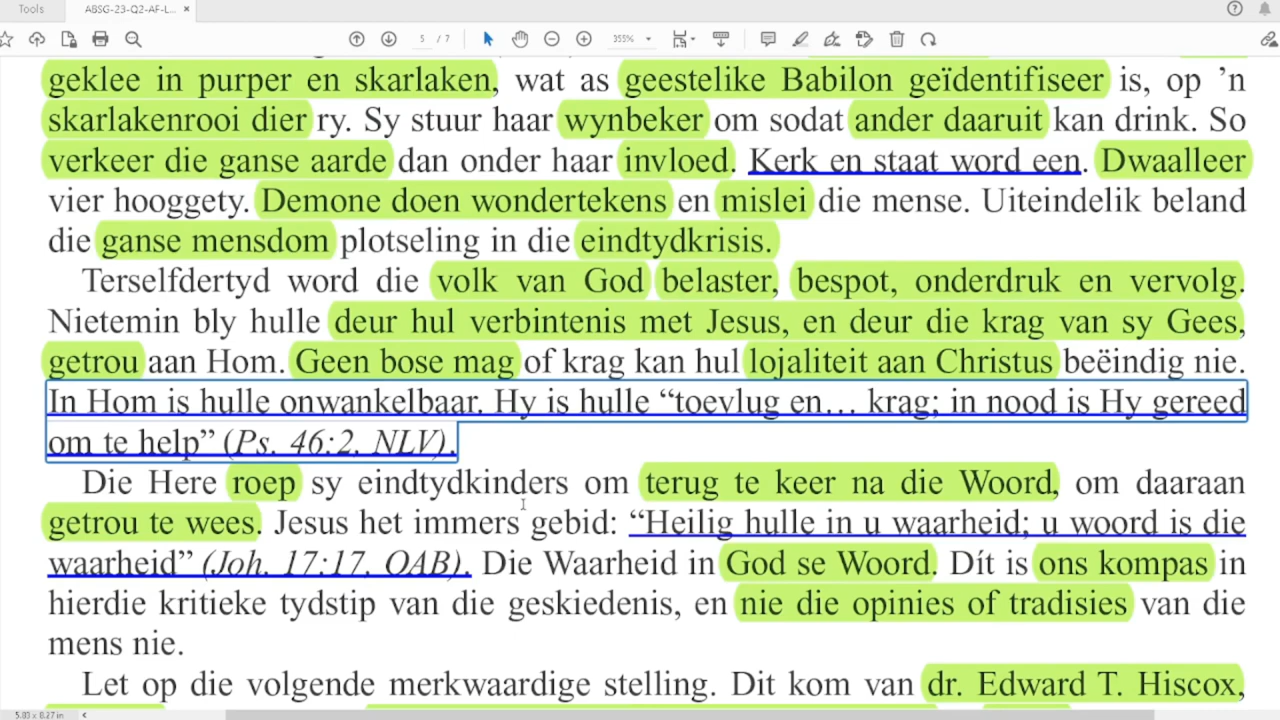 Tools
ABSG-23-Q2-AF-L...
5 / 7
355%
geklee in purper en skarlaken, wat as geestelike Babilon geïdentifiseer is, op ’n
skarlakenrooi dier ry. Sy stuur haar wynbeker om sodat ander daaruit kan drink. So
verkeer die ganse aarde dan onder haar invloed. Kerk en staat word een. Dwaalleer
vier hooggety. Demone doen wondertekens en mislei die mense. Uiteindelik beland
die ganse mensdom plotseling in die eindtydkrisis.
Terselfdertyd word die volk van God belaster, bespot, onderdruk en vervolg.
Nietemin bly hulle deur hul verbintenis met Jesus, en deur die krag van sy Gees,
getrou aan Hom. Geen bose mag of krag kan hul lojaliteit aan Christus beëindig nie.
In Hom is hulle onwankelbaar. Hy is hulle “toevlug en… krag; in nood is Hy gereed
om te help” (Ps. 46:2, NLV).
Die Here roep sy eindtydkinders om terug te keer na die Woord, om daaraan
getrou te wees. Jesus het immers gebid: “Heilig hulle in u waarheid; u woord is die
waarheid” (Joh. 17:17, OAB). Die Waarheid in God se Woord. Dít is ons kompas in
hierdie kritieke tydstip van die geskiedenis, en nie die opinies of tradisies van die
mens nie.
Let op die volgende merkwaardige stelling. Dit kom van dr. Edward T. Hiscox,
5.83 x 8.27 in